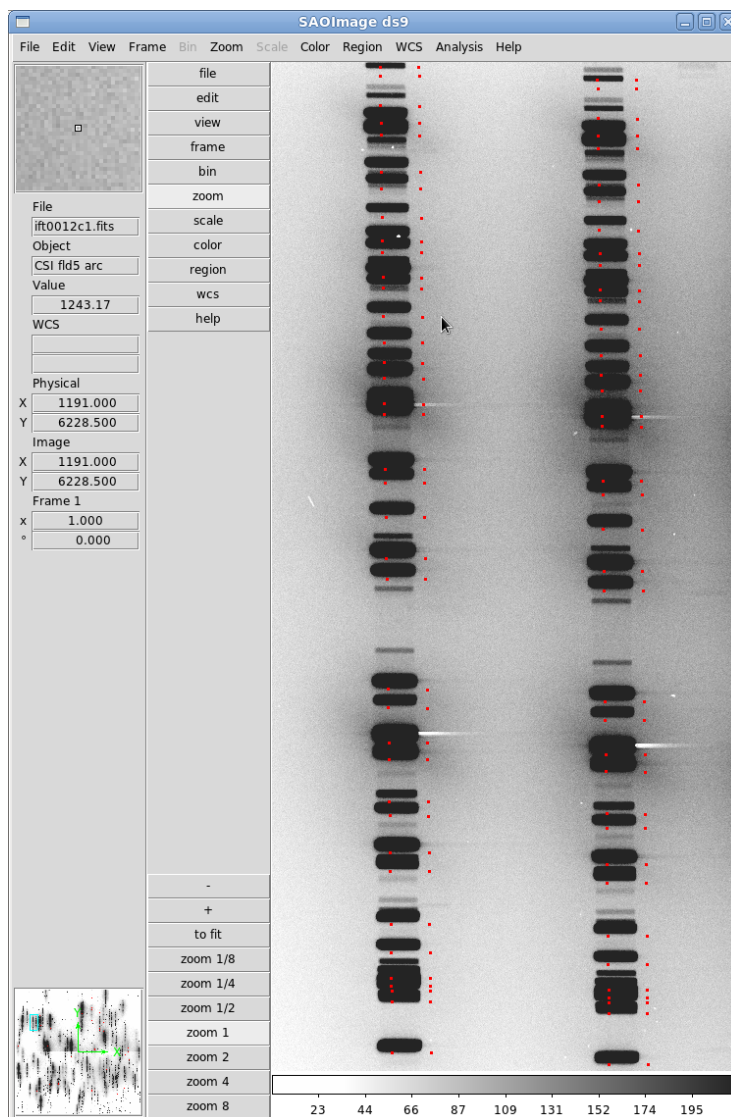 SAOImage ds9
File Edit View Frame Bin Zoom Scale Color Region WCS Analysis Help
File
ift0012c1.fits
Object
CSI fld5 arc
Value
1243.17
WCS
Physical
X 1191.000
Y 6228.500
Image
X 1191.000
Y 6228.500
Frame 1
x 1.000
° 0.000
file
edit
view
frame
bin
zoom
scale
color
region
wcs
help
-
+
to fit
zoom 1/8
zoom 1/4
zoom 1/2
zoom 1
zoom 2
zoom 4
zoom 8
Y
X
23 44 66 87 109 131 152 174 195